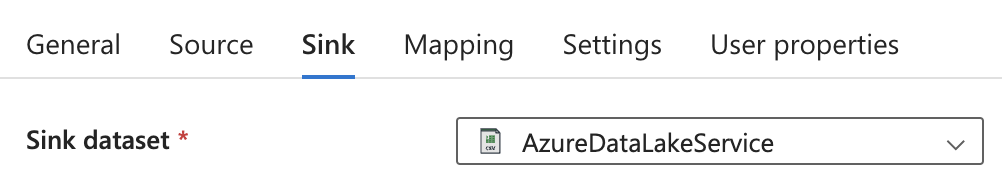 General Source Sink Mapping Settings User properties
Sink dataset * AzureDataLakeService